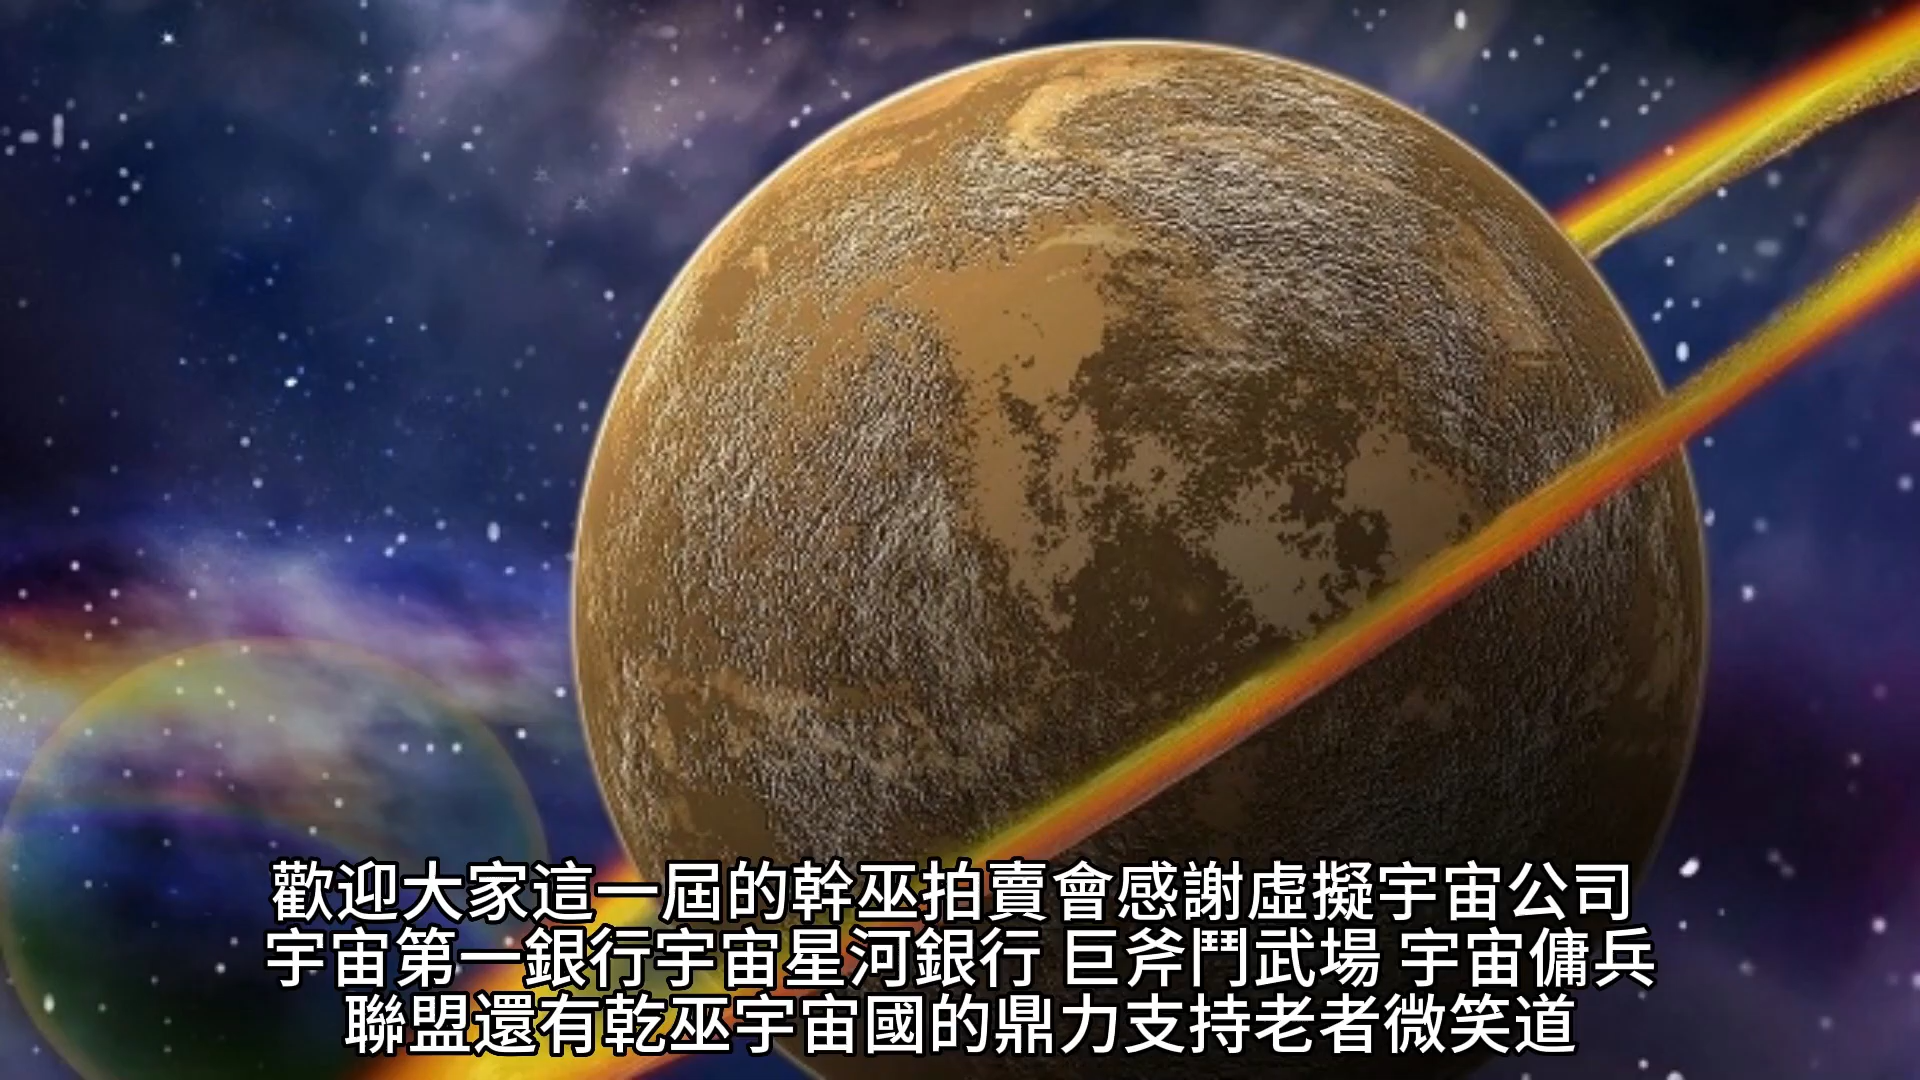 歡迎大家這一屆的幹巫拍賣會感謝虛擬宇宙公司
宇宙第一銀行宇宙星河銀行 巨斧鬥武場 宇宙傭兵
聯盟還有乾巫宇宙國的鼎力支持老者微笑道